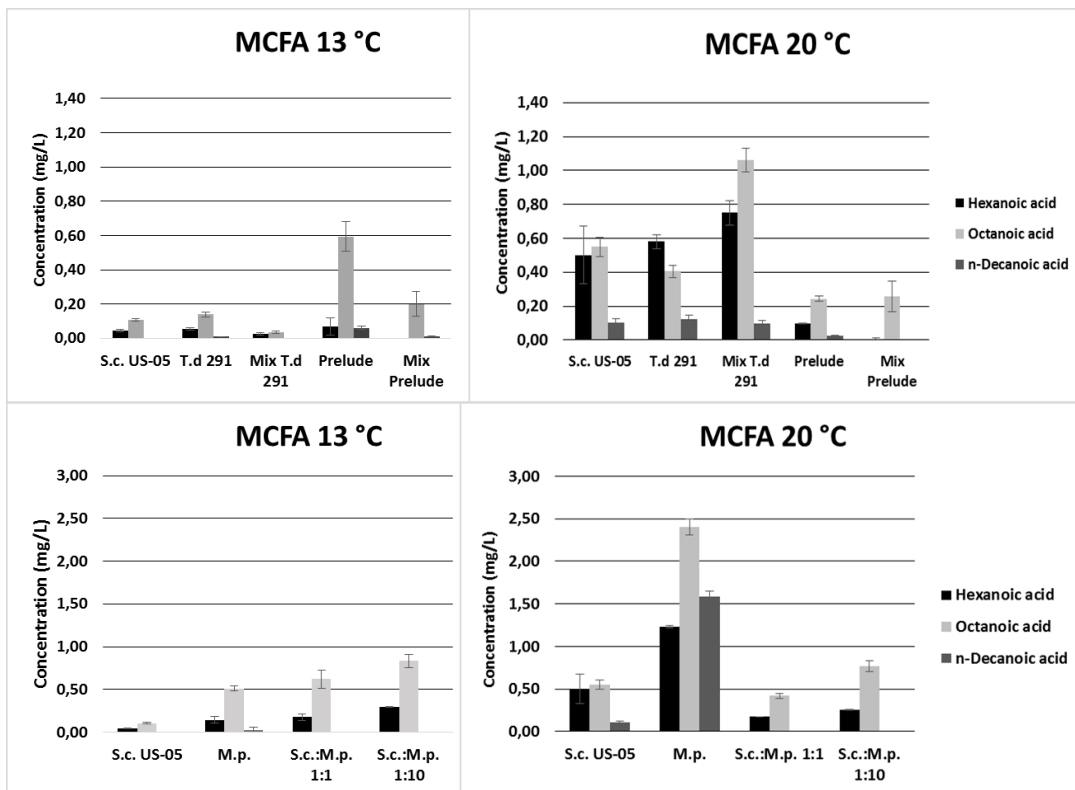 MCFA 13 °C
Concentration (mg/L)
1,40
1,20
1,00
0,80
0,60
0,40
0,20
0,00
S.c. US-05 T.d 291 Mix T.d Prelude Mix
291 Prelude
MCFA 20 °C
Concentration (mg/L)
1,40
1,20
1,00
0,80
0,60
0,40
0,20
0,00
S.c. US-05 T.d 291 Mix T.d Prelude Mix
291 Prelude
Hexanoic acid
Octanoic acid
n-Decanoic acid
MCFA 13 °C
Concentration (mg/L)
3,00
2,50
2,00
1,50
1,00
0,50
0,00
S.c. US-05 M.p. S.c.:M.p. S.c.:M.p.
1:1 1:10
MCFA 20 °C
Concentration (mg/L)
3,00
2,50
2,00
1,50
1,00
0,50
0,00
S.c. US-05 M.p. S.c.:M.p. 1:1 S.c.:M.p.
1:10
Hexanoic acid
Octanoic acid
n-Decanoic acid